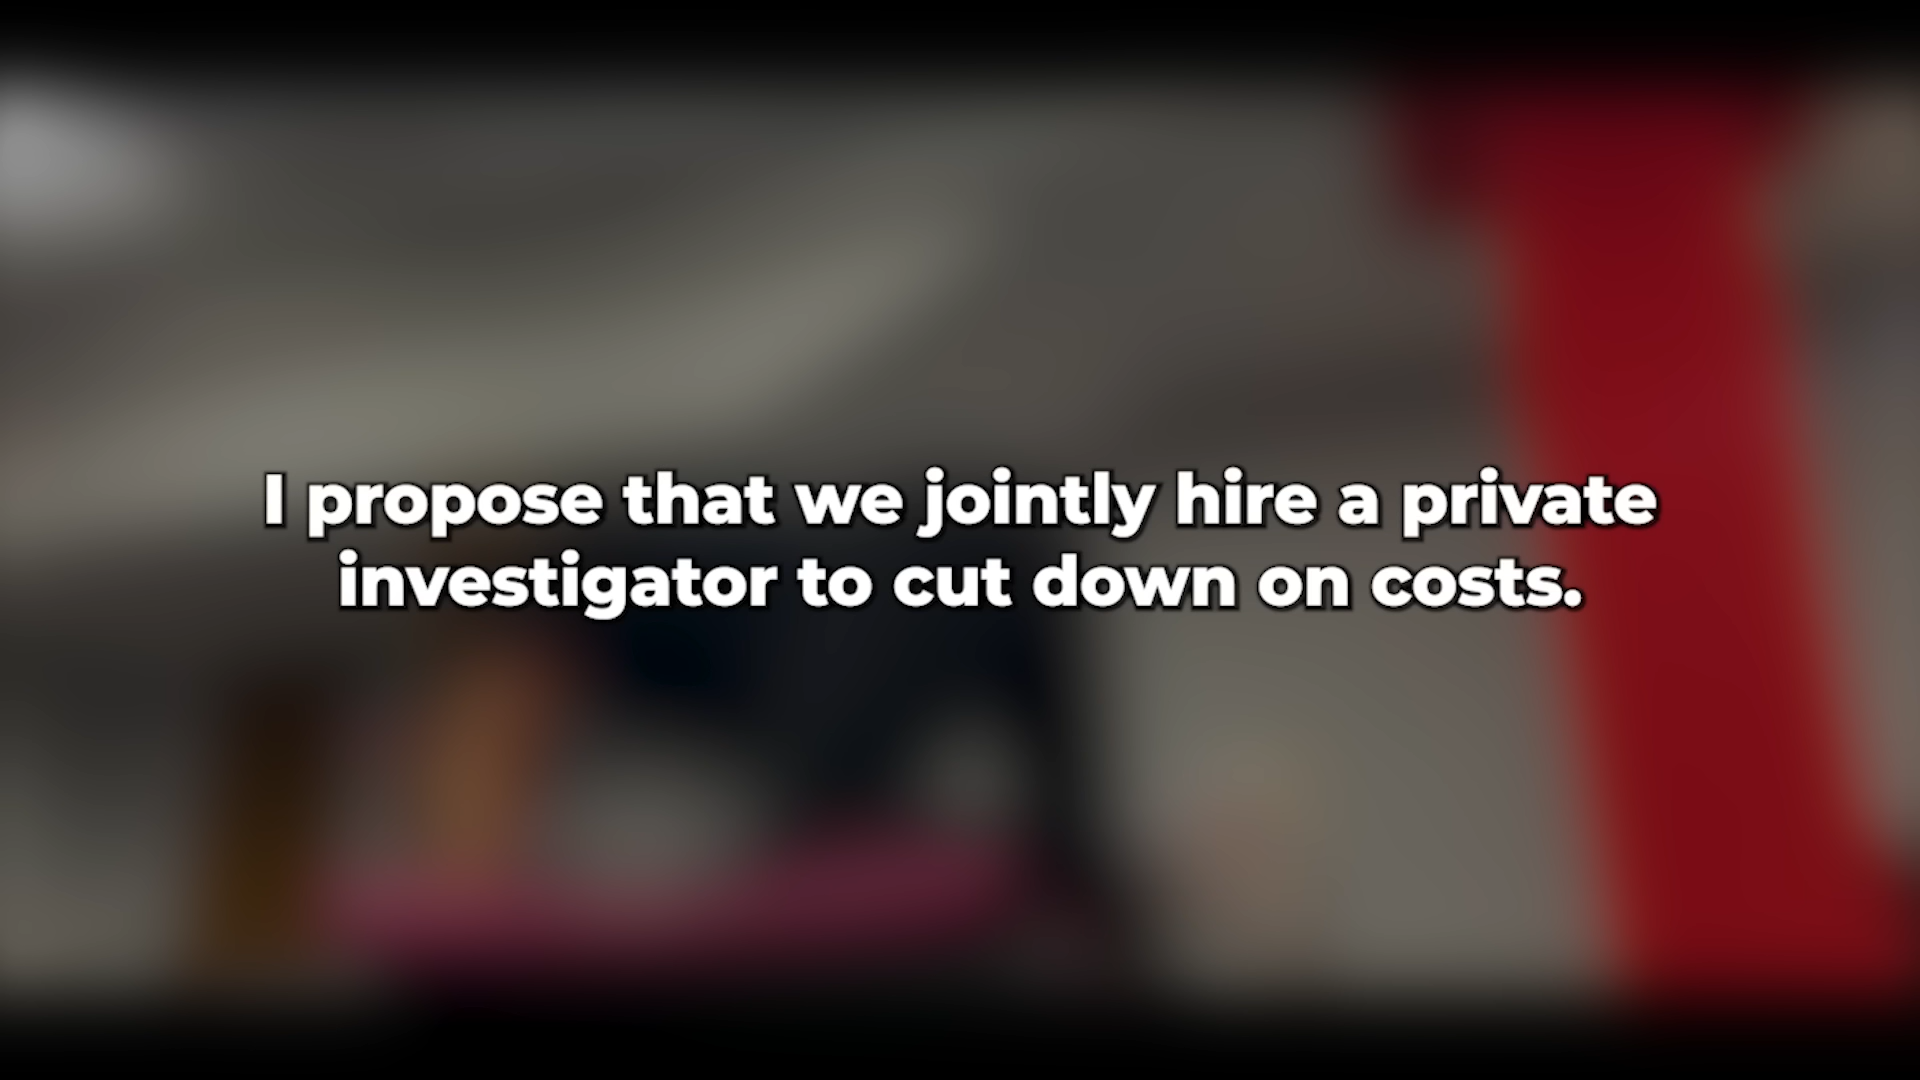 I propose that we jointly hire a private
investigator to cut down on costs.